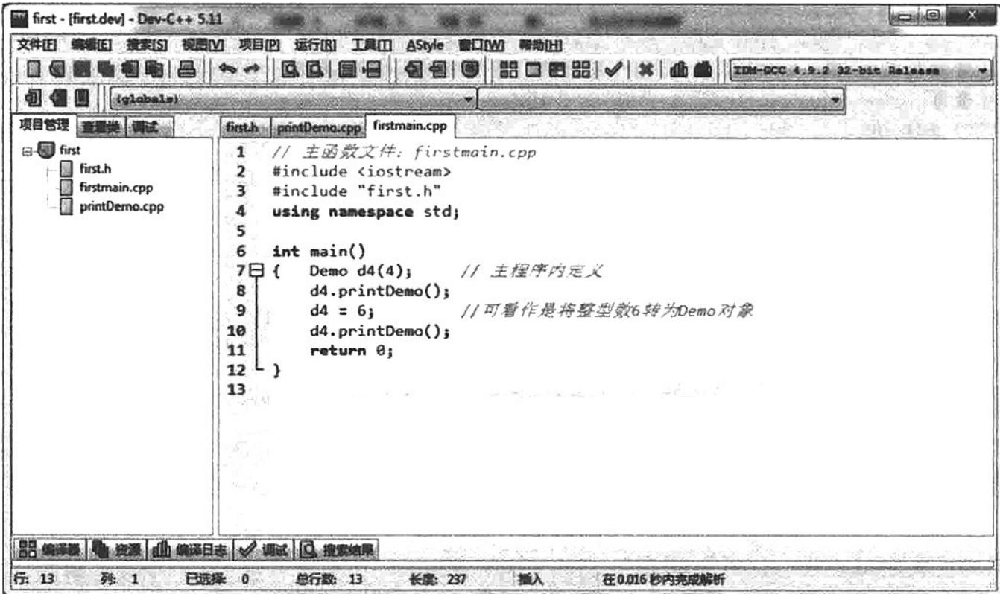 first - [first.dev] - Dev-C++ 5.11
文件[F] 编辑[E] 搜索[S] 视图[V] 项目[P] 运行[R] 工具[T] AStyle 窗口[W] 帮助[H]
TDM-GCC 4.9.2 32-bit Release
(globals)
项目管理 查看类 调试
first
first.h
firstmain.cpp
printDemo.cpp
first.h printDemo.cpp firstmain.cpp
1 // 主函数文件: firstmain.cpp
2 #include <iostream>
3 #include "first.h"
4 using namespace std;
5
6 int main()
7 { Demo d4(4); // 主程序内定义
8 d4.printDemo();
9 d4 = 6; //可看作是将整型数6转为Demo对象
10 d4.printDemo();
11 return 0;
12 }
13
编译器 资源 编译日志 调试 搜索结果
行: 13 列: 1 已选择: 0 总行数: 13 长度: 237 插入 在 0.016 秒内完成解析